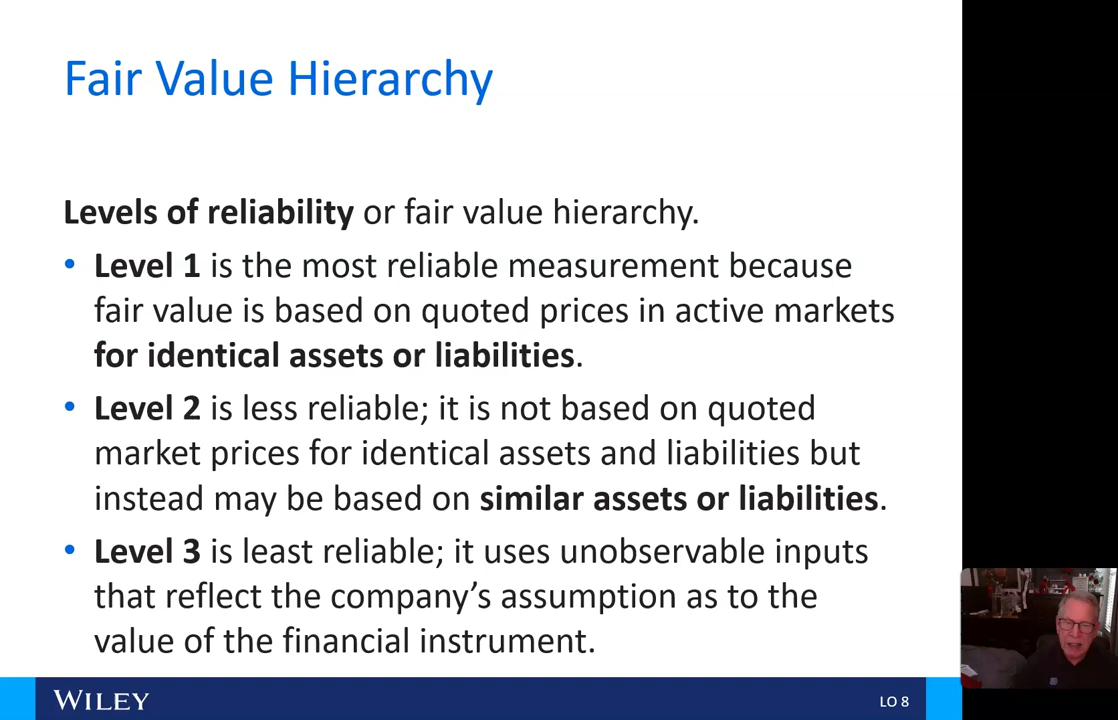 Fair Value Hierarchy
Levels of reliability or fair value hierarchy.
• Level 1 is the most reliable measurement because
fair value is based on quoted prices in active markets
for identical assets or liabilities.
• Level 2 is less reliable; it is not based on quoted
market prices for identical assets and liabilities but
instead may be based on similar assets or liabilities.
• Level 3 is least reliable; it uses unobservable inputs
that reflect the company’s assumption as to the
value of the financial instrument.
WILEY
LO 8